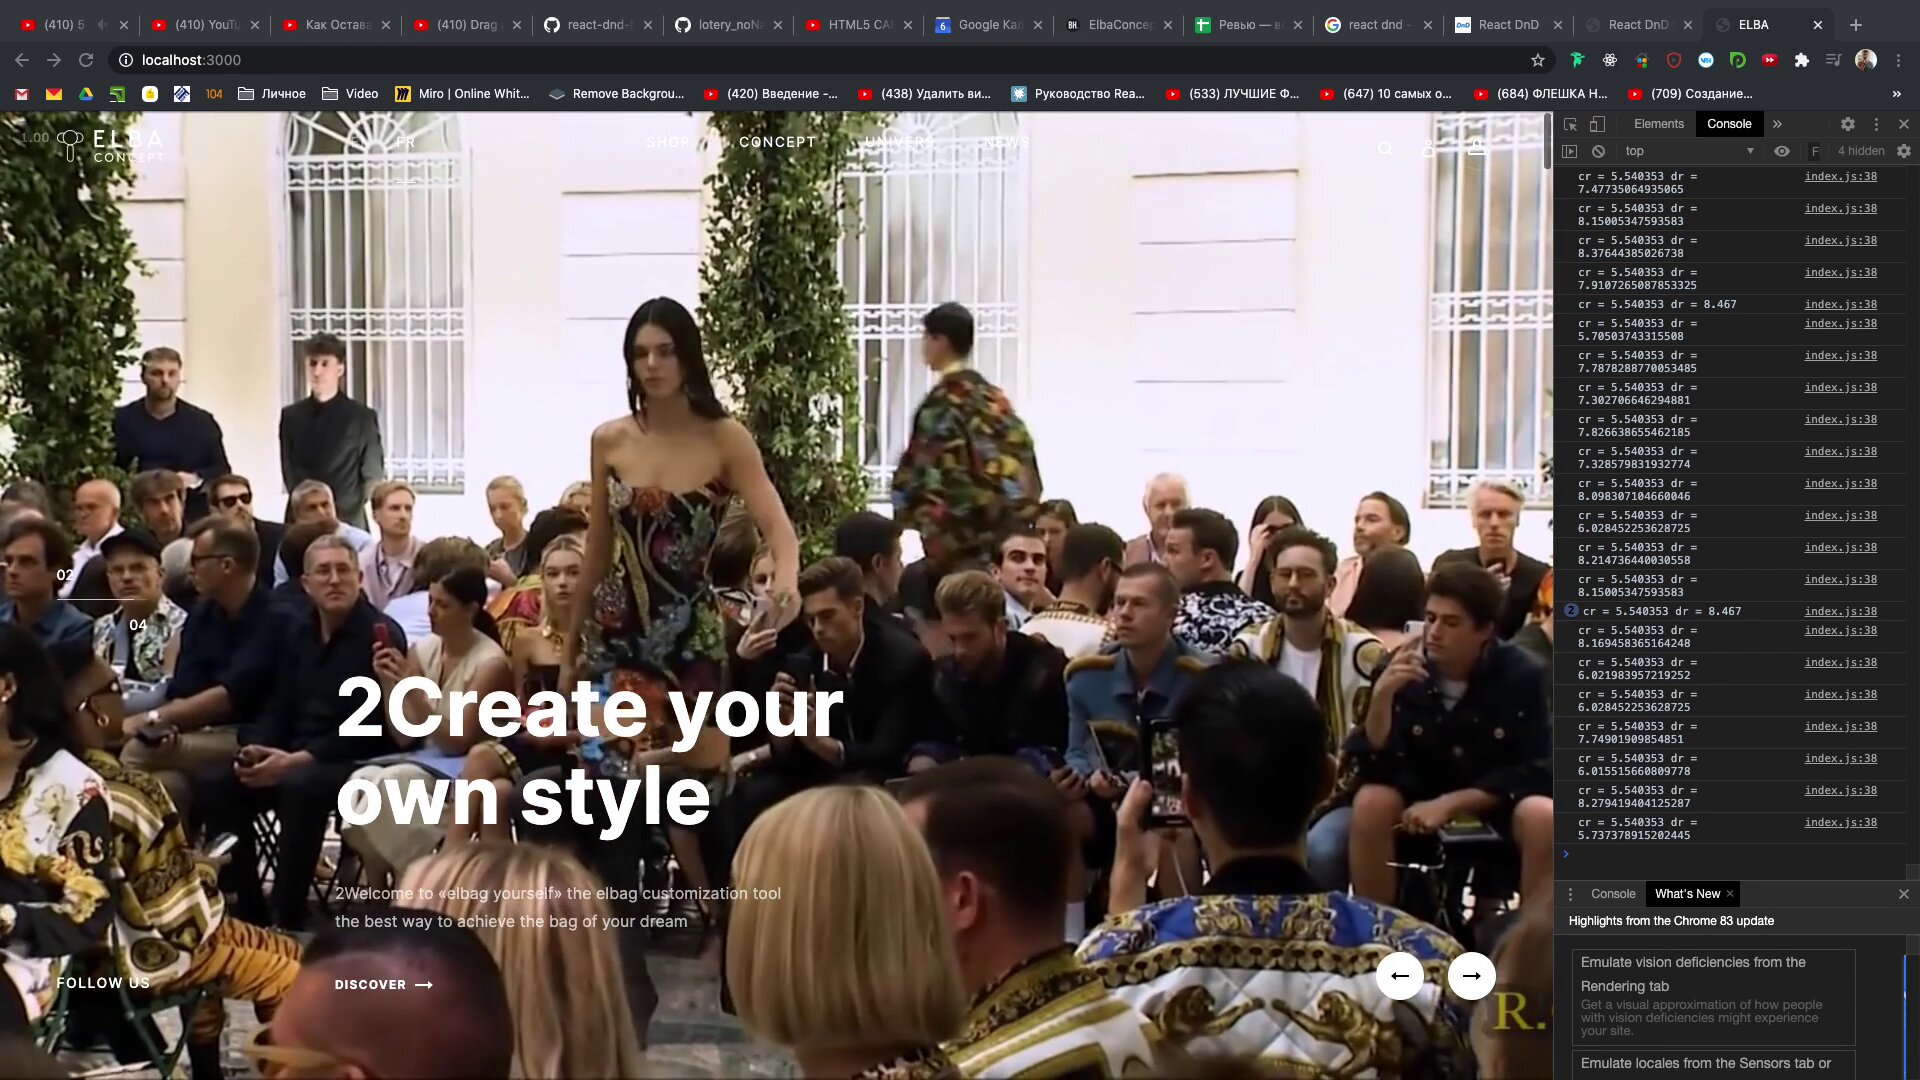 (410) 5
(410) YouTu
Как Остава
(410) Drag
react-dnd-t
lotery_noNa
HTML5 CAN
Google Кал
ElbaConcep
Ревью — в
react dnd -
React DnD
React DnD
ELBA
localhost:3000
104
Личное
Video
Miro | Online Whit...
Remove Backgrou...
(420) Введение -...
(438) Удалить ви...
Руководство Rea...
(533) ЛУЧШИЕ Ф...
(647) 10 самых о...
(684) ФЛЕШКА Н...
(709) Создание...
»
1.00
ELBA
CONCEPT
FR
SHOP
CONCEPT
UNIVERS
NEWS
02
04
2Create your
own style
2Welcome to «elbag yourself» the elbag customization tool
the best way to achieve the bag of your dream
FOLLOW US
DISCOVER
R.
Elements
Console
»
top
F
4 hidden
cr = 5.540353 dr = index.js:38
7.47735064935065
cr = 5.540353 dr = index.js:38
8.15005347593583
cr = 5.540353 dr = index.js:38
8.37644385026738
cr = 5.540353 dr = index.js:38
7.9107265087853325
cr = 5.540353 dr = 8.467 index.js:38
cr = 5.540353 dr = index.js:38
5.70503743315508
cr = 5.540353 dr = index.js:38
7.7878288770053485
cr = 5.540353 dr = index.js:38
7.302706646294881
cr = 5.540353 dr = index.js:38
7.826638655462185
cr = 5.540353 dr = index.js:38
7.328579831932774
cr = 5.540353 dr = index.js:38
8.098307104660046
cr = 5.540353 dr = index.js:38
6.028452253628725
cr = 5.540353 dr = index.js:38
8.214736440030558
cr = 5.540353 dr = index.js:38
8.15005347593583
2 cr = 5.540353 dr = 8.467 index.js:38
cr = 5.540353 dr = index.js:38
8.169458365164248
cr = 5.540353 dr = index.js:38
6.021983957219252
cr = 5.540353 dr = index.js:38
6.028452253628725
cr = 5.540353 dr = index.js:38
7.74901909854851
cr = 5.540353 dr = index.js:38
6.015515660809778
cr = 5.540353 dr = index.js:38
8.279419404125287
cr = 5.540353 dr = index.js:38
5.737378915202445
Console
What's New
Highlights from the Chrome 83 update
Emulate vision deficiencies from the
Rendering tab
Get a visual approximation of how people
with vision deficiencies might experience
your site.
Emulate locales from the Sensors tab or